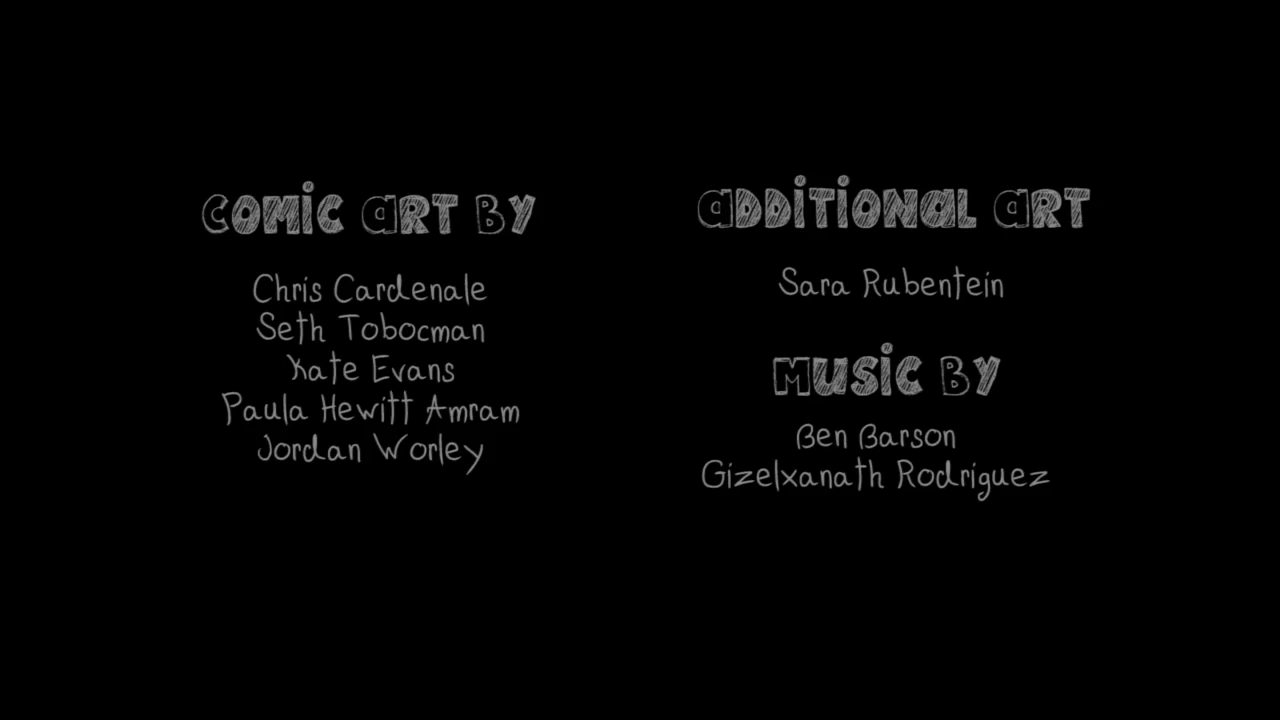 Comic Art By
Chris Cardenale
Seth Tobocman
Kate Evans
Paula Hewitt Amram
Jordan Worley
Additional Art
Sara Rubentein
Music By
Ben Barson
Gizelxanath Rodriguez